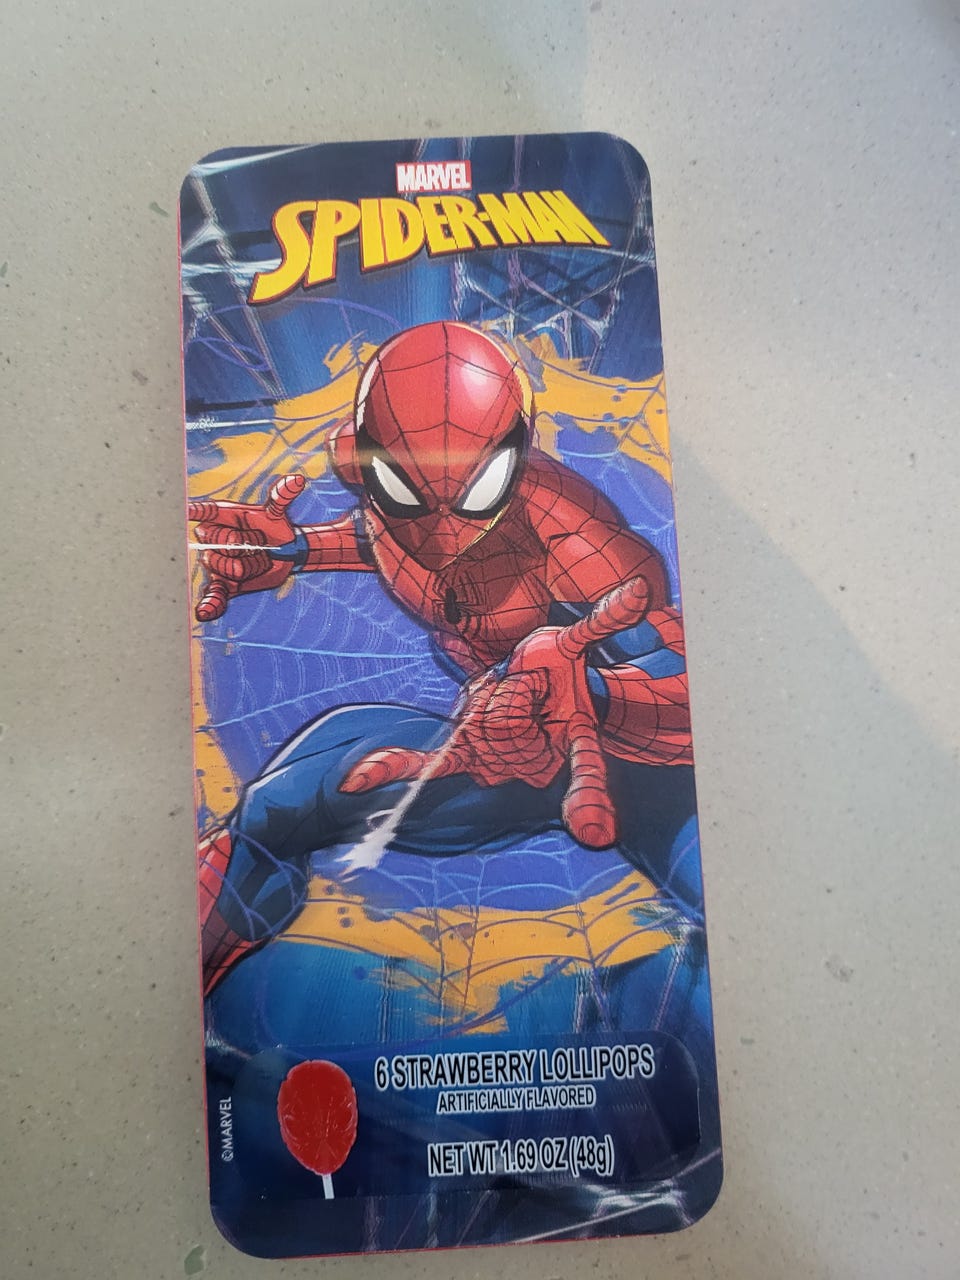 MARVEL
SPIDER-MAN
6 STRAWBERRY LOLLIPOPS
ARTIFICIALLY FLAVORED
NET WT 1.69 OZ (48g)
©MARVEL